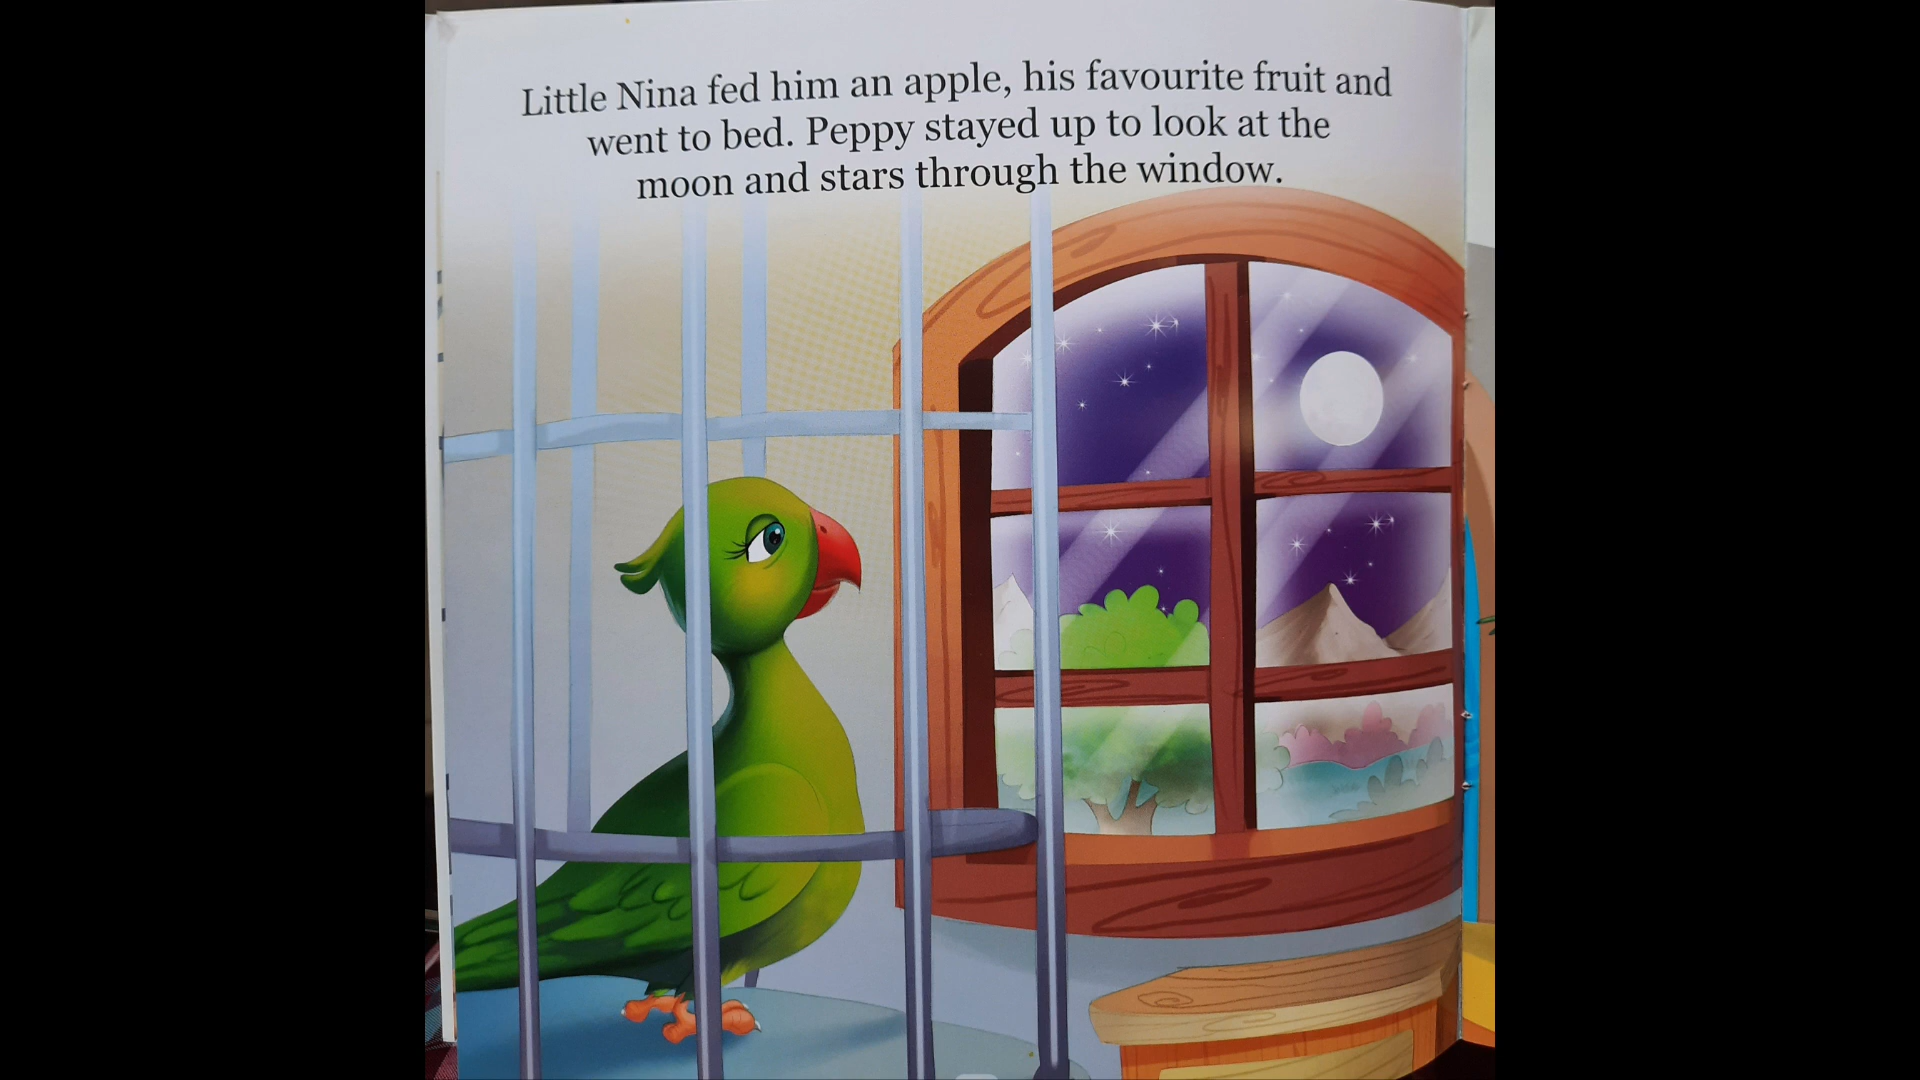 Little Nina fed him an apple, his favourite fruit and
went to bed. Peppy stayed up to look at the
moon and stars through the window.